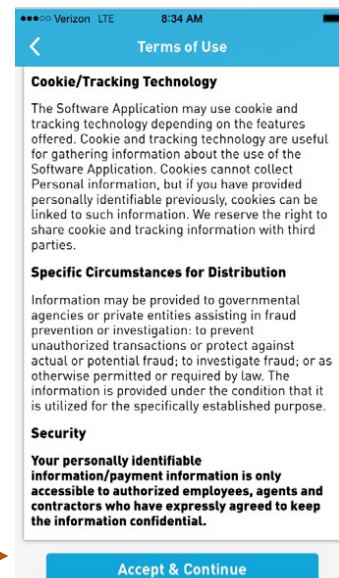 Verizon LTE 8:34 AM
Terms of Use
Cookie/Tracking Technology
The Software Application may use cookie and
tracking technology depending on the features
offered. Cookie and tracking technology are useful
for gathering information about the use of the
Software Application. Cookies cannot collect
Personal information, but if you have provided
personally identifiable previously, cookies can be
linked to such information. We reserve the right to
share cookie and tracking information with third
parties.
Specific Circumstances for Distribution
Information may be provided to governmental
agencies or private entities assisting in fraud
prevention or investigation: to prevent
unauthorized transactions or protect against
actual or potential fraud; to investigate fraud; or as
otherwise permitted or required by law. The
information is provided under the condition that it
is utilized for the specifically established purpose.
Security
Your personally identifiable
information/payment information is only
accessible to authorized employees, agents and
contractors who have expressly agreed to keep
the information confidential.
Accept & Continue